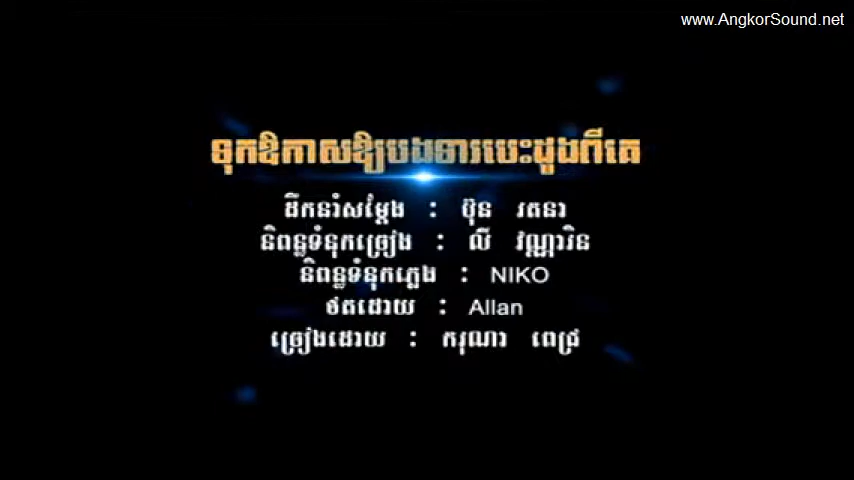 www.AngkorSound.net
ទុកឱកាសឱ្យបងទារបេះដូងពីគេ
ដឹកនាំសម្ដែង : ប៊ុន រតនា
និពន្ធទំនុកច្រៀង : លី វណ្ណារិន
និពន្ធទំនុកភ្លេង : NIKO
ថតដោយ : Allan
ច្រៀងដោយ : ករុណា ពេជ្រ